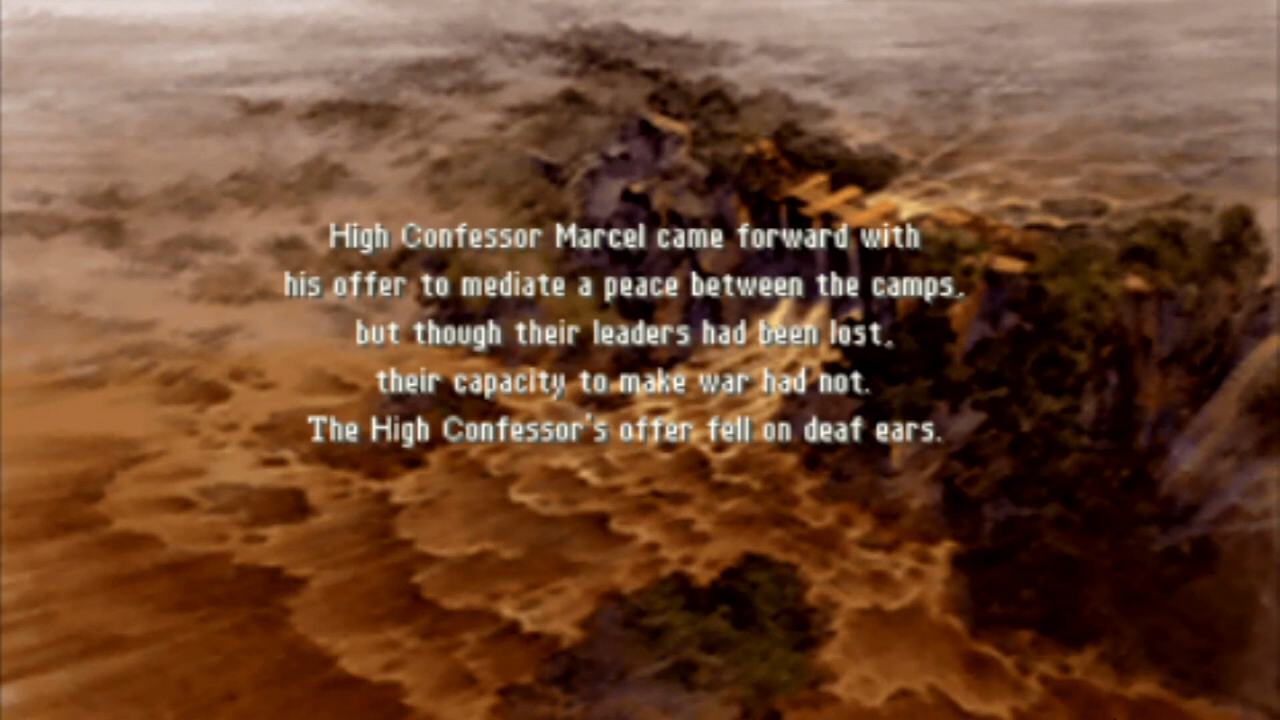 High Confessor Marcel came forward with
his offer to mediate a peace between the camps,
but though their leaders had been lost,
their capacity to make war had not.
The High Confessor's offer fell on deaf ears.